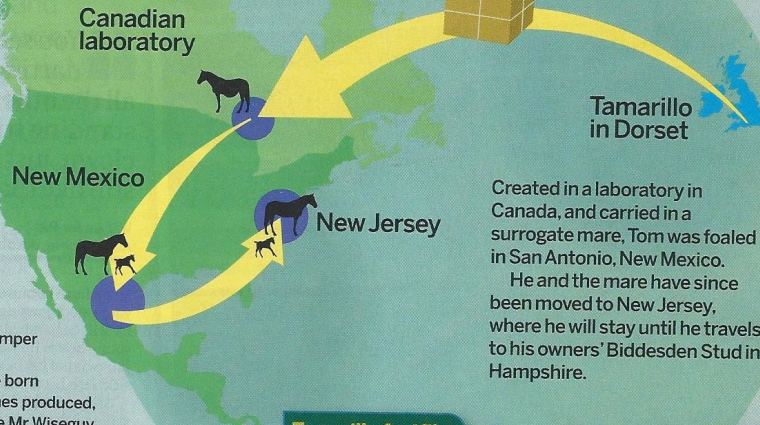 Canadian
laboratory
Tamarillo
in Dorset
New Mexico
New Jersey
Created in a laboratory in
Canada, and carried in a
surrogate mare, Tom was foaled
in San Antonio, New Mexico.
He and the mare have since
been moved to New Jersey,
where he will stay until he travels
to his owners' Biddesden Stud in
Hampshire.
born
produced,
Mr Wiseguy